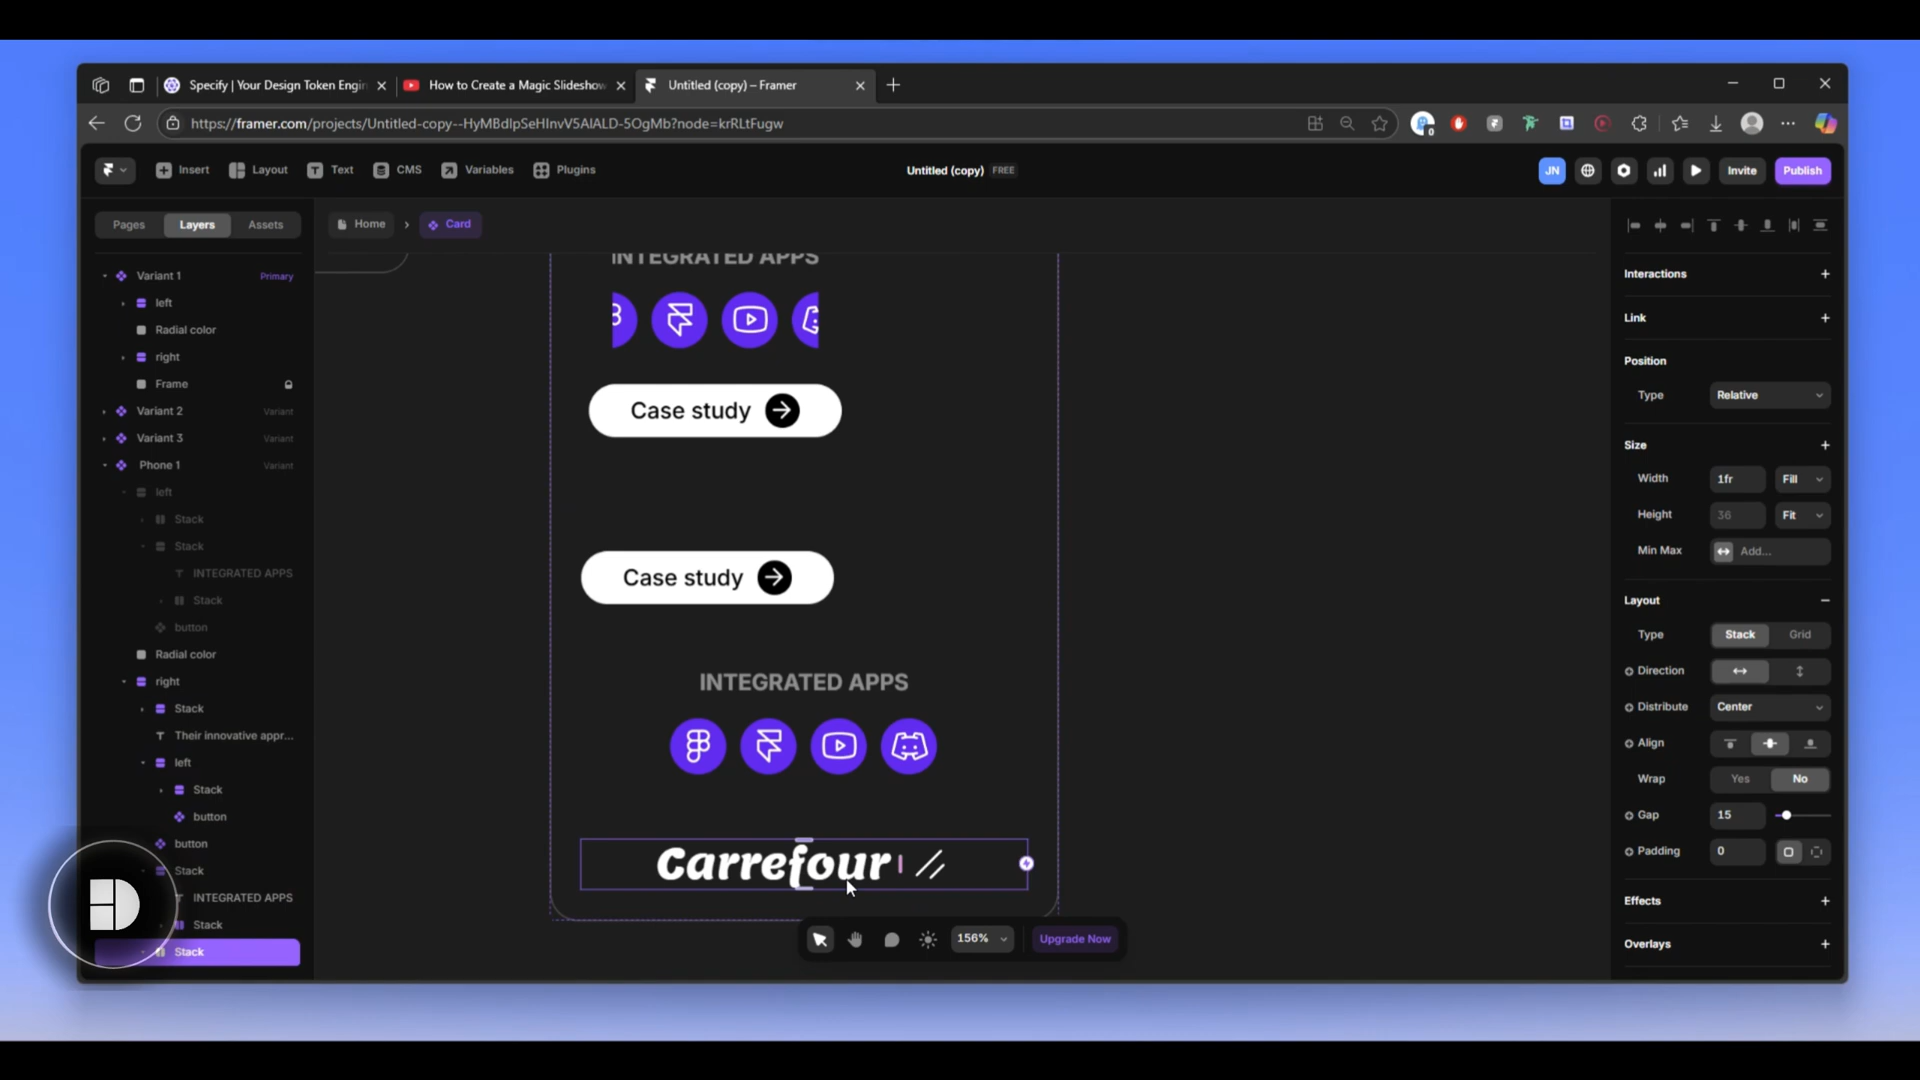 Specify | Your Design Token Engin
How to Create a Magic Slideshow
Untitled (copy) – Framer
https://framer.com/projects/Untitled-copy--HyMBdlpSeHInvV5AlALD-5OgMb?node=krRLtFugw
0
Insert
Layout
Text
CMS
Variables
Plugins
Untitled (copy) FREE
JN
Invite
Publish
Pages
Layers
Assets
Home
Card
Variant 1 Primary
left
Radial color
right
Frame
Variant 2 Variant
Variant 3 Variant
Phone 1 Variant
left
Stack
Stack
INTEGRATED APPS
Stack
button
Radial color
right
Stack
Their innovative appr...
left
Stack
button
button
Stack
INTEGRATED APPS
Stack
Stack
INTEGRATED APPS
Case study
Case study
INTEGRATED APPS
Carrefour
156%
Upgrade Now
Interactions
Link
Position
Type Relative
Size
Width 1fr Fill
Height 36 Fit
Min Max Add...
Layout
Type Stack Grid
Direction
Distribute Center
Align
Wrap Yes No
Gap 15
Padding 0
Effects
Overlays